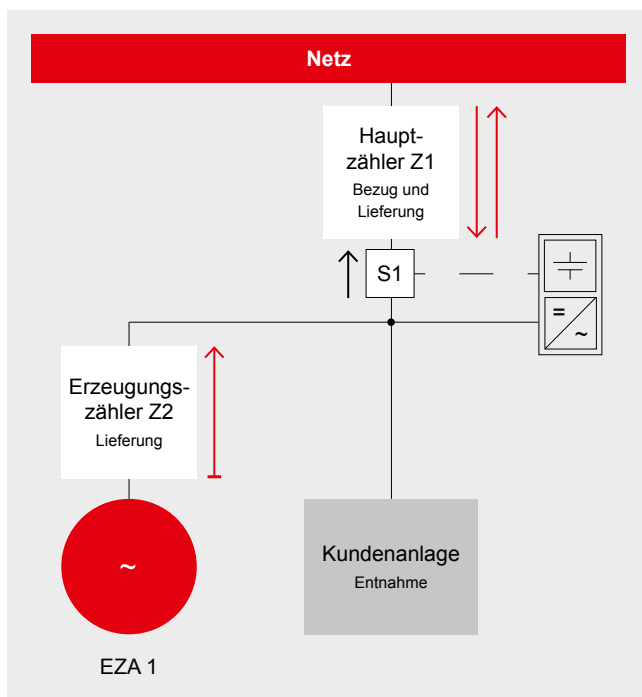 Netz
Haupt-
zähler Z1
Bezug und
Lieferung
S1
=
~
Erzeugungs-
zähler Z2
Lieferung
~
EZA 1
Kundenanlage
Entnahme